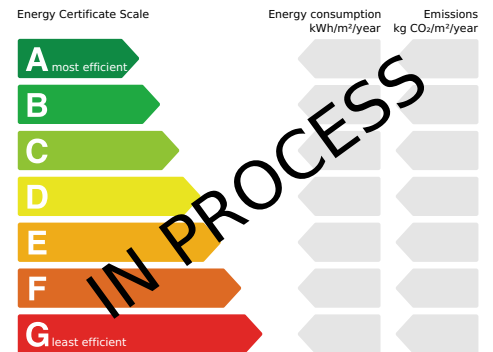 Energy Certificate Scale
Energy consumption
kWh/m²/year
Emissions
kg CO₂/m²/year
A most efficient
B
C
D
E
F
G least efficient
IN PROCESS